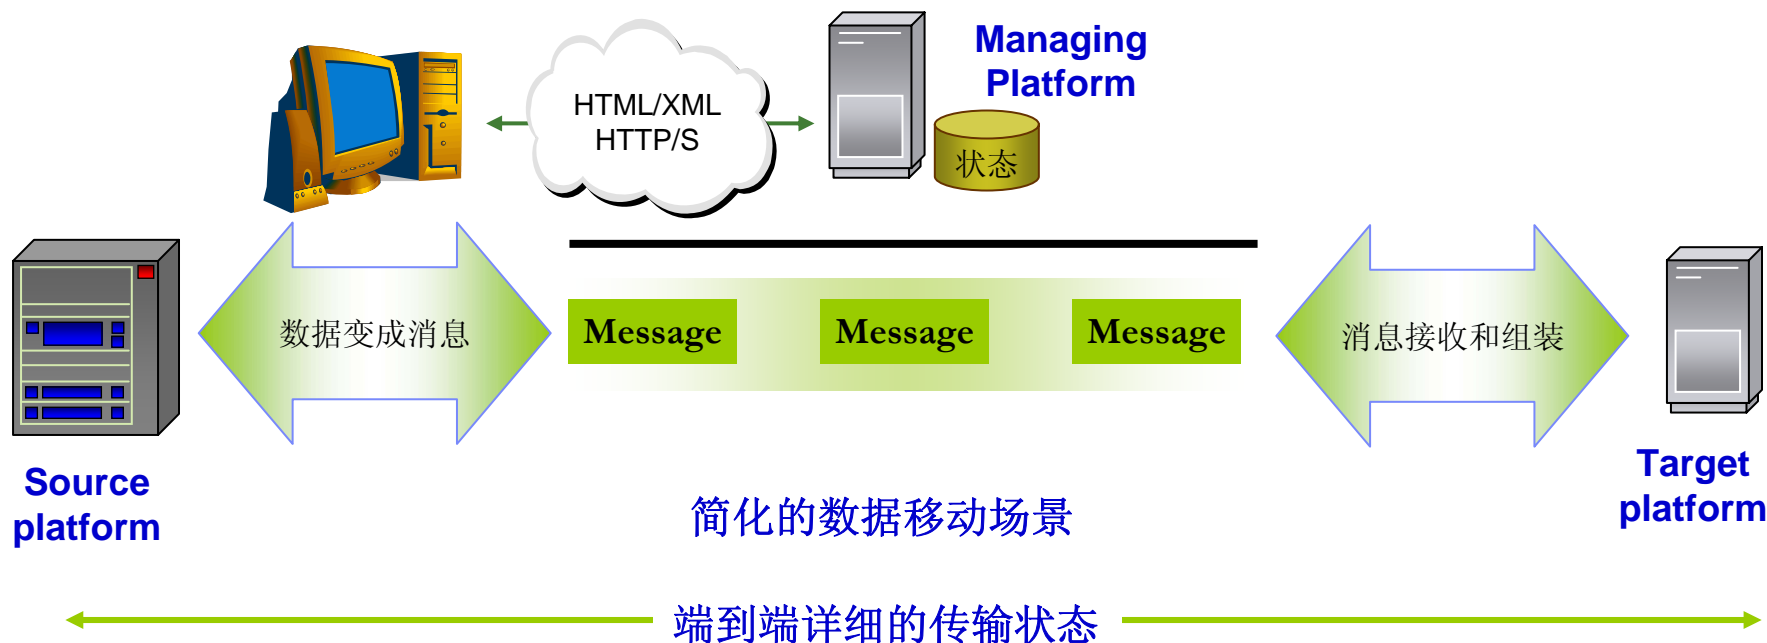 Managing
Platform
HTML/XML
HTTP/S
状态
数据变成消息
Message
Message
Message
消息接收和组装
Source
platform
Target
platform
简化的数据移动场景
端到端详细的传输状态